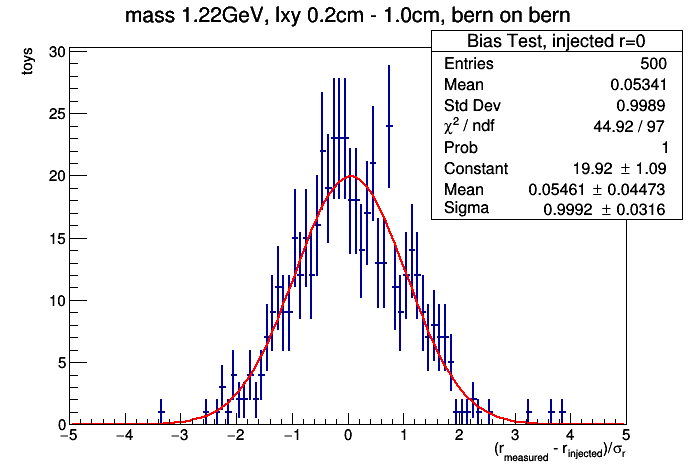 mass 1.22GeV, lxy 0.2cm - 1.0cm, bern on bern
Bias Test, injected r=0
Entries 500
Mean 0.05341
Std Dev 0.9989
χ² / ndf 44.92 / 97
Prob 1
Constant 19.92 ± 1.09
Mean 0.05461 ± 0.04473
Sigma 0.9992 ± 0.0316
toys
30
25
20
15
10
5
0
−5 −4 −3 −2 −1 0 1 2 3 4 5
(r_measured - r_injected)/σ_r